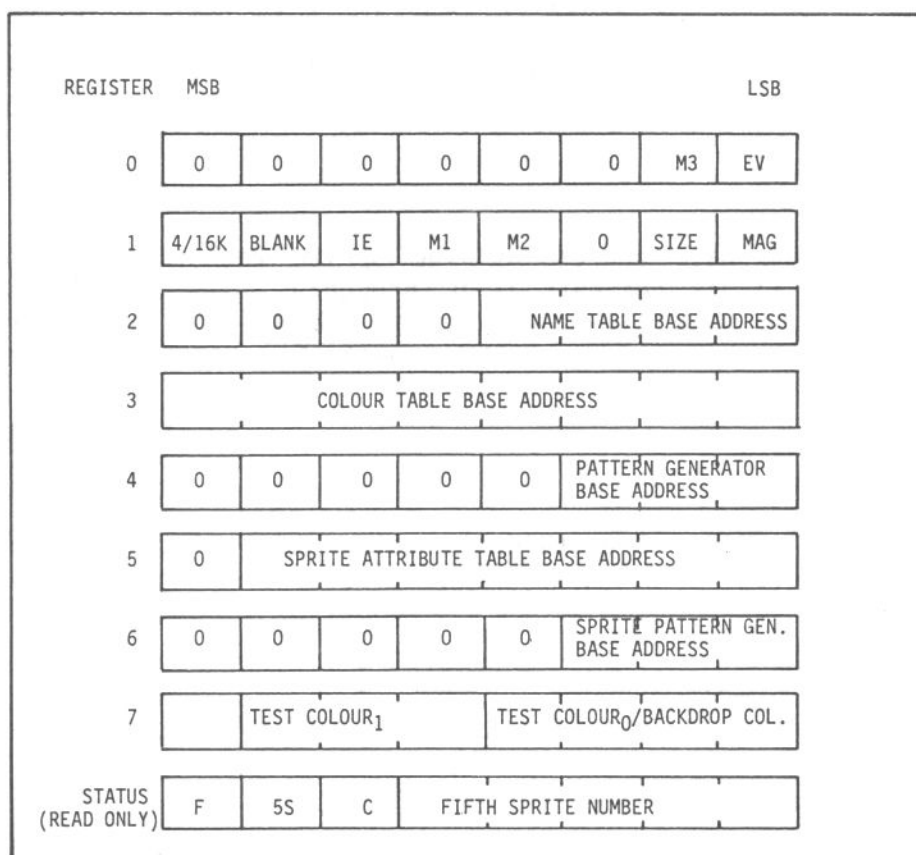 REGISTER MSB LSB
0 0 0 0 0 0 0 M3 EV
1 4/16K BLANK IE M1 M2 0 SIZE MAG
2 0 0 0 0 NAME TABLE BASE ADDRESS
3 COLOUR TABLE BASE ADDRESS
4 0 0 0 0 0 PATTERN GENERATOR
BASE ADDRESS
5 0 SPRITE ATTRIBUTE TABLE BASE ADDRESS
6 0 0 0 0 0 SPRITE PATTERN GEN.
BASE ADDRESS
7 TEST COLOUR1 TEST COLOUR0/BACKDROP COL.
STATUS
(READ ONLY) F 5S C FIFTH SPRITE NUMBER